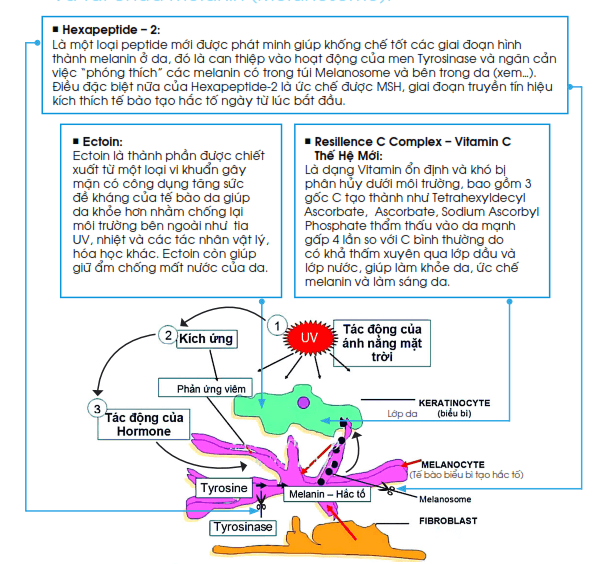 ▪ Hexapeptide – 2:
Là một loại peptide mới được phát minh giúp khống chế tốt các giai đoạn hình
thành melanin ở da, đó là can thiệp vào hoạt động của men Tyrosinase và ngăn cản
việc “phóng thích” các melanin có trong túi Melanosome và bên trong da (xem...).
Điều đặc biệt nữa của Hexapeptide-2 là ức chế được MSH, giai đoạn truyền tín hiệu
kích thích tế bào tạo hắc tố ngày từ lúc bắt đầu.
▪ Ectoin:
Ectoin là thành phần được chiết
xuất từ một loại vi khuẩn gây
mặn có công dụng tăng sức
đề kháng của tế bào da giúp
da khỏe hơn nhằm chống lại
môi trường bên ngoài như tia
UV, nhiệt và các tác nhân vật lý,
hóa học khác. Ectoin còn giúp
giữ ẩm chống mất nước của da.
▪ Resilience C Complex – Vitamin C
Thế Hệ Mới:
Là dạng Vitamin ổn định và khó bị
phân hủy dưới môi trường, bao gồm 3
gốc C tạo thành như Tetrahexyldecyl
Ascorbate, Ascorbate, Sodium Ascorbyl
Phosphate thẩm thấu vào da mạnh
gấp 4 lần so với C bình thường do
có khả thấm xuyên qua lớp dầu và
lớp nước, giúp làm khỏe da, ức chế
melanin và làm sáng da.
1
UV
Tác động của
ánh nắng mặt
trời
2
Kích ứng
Phản ứng viêm
3
Tác động của
Hormone
KERATINOCYTE
Lớp da
(biểu bì)
MELANOCYTE
(Tế bào biểu bì tạo hắc tố)
Tyrosine
Melanin – Hắc tố
Melanosome
Tyrosinase
FIBROBLAST